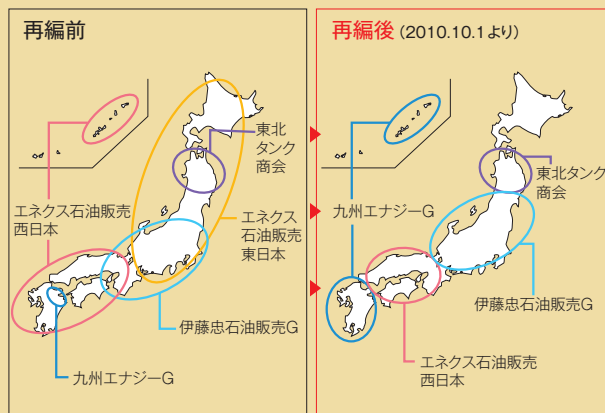 再編前
東北
タンク
商会
エネクス石油販売
西日本
エネクス
石油販売
東日本
伊藤忠石油販売G
九州エナジーG
再編後 (2010.10.1より)
東北タンク
商会
九州エナジーG
伊藤忠石油販売G
エネクス石油販売
西日本